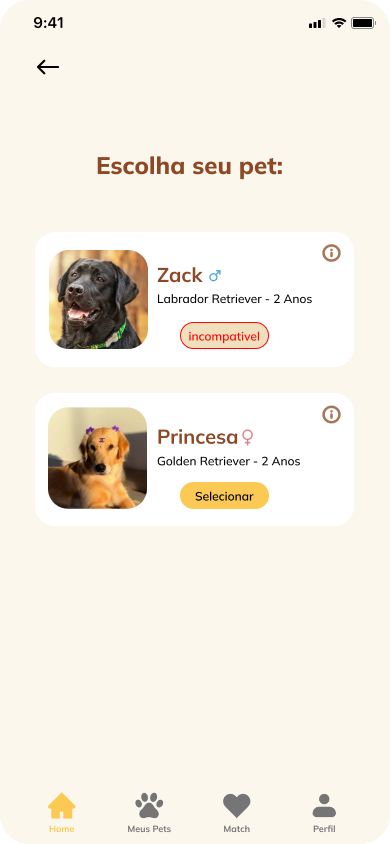 9:41
Escolha seu pet:
Zack
Labrador Retriever - 2 Anos
incompativel
Princesa
Golden Retriever - 2 Anos
Selecionar
Home
Meus Pets
Match
Perfil